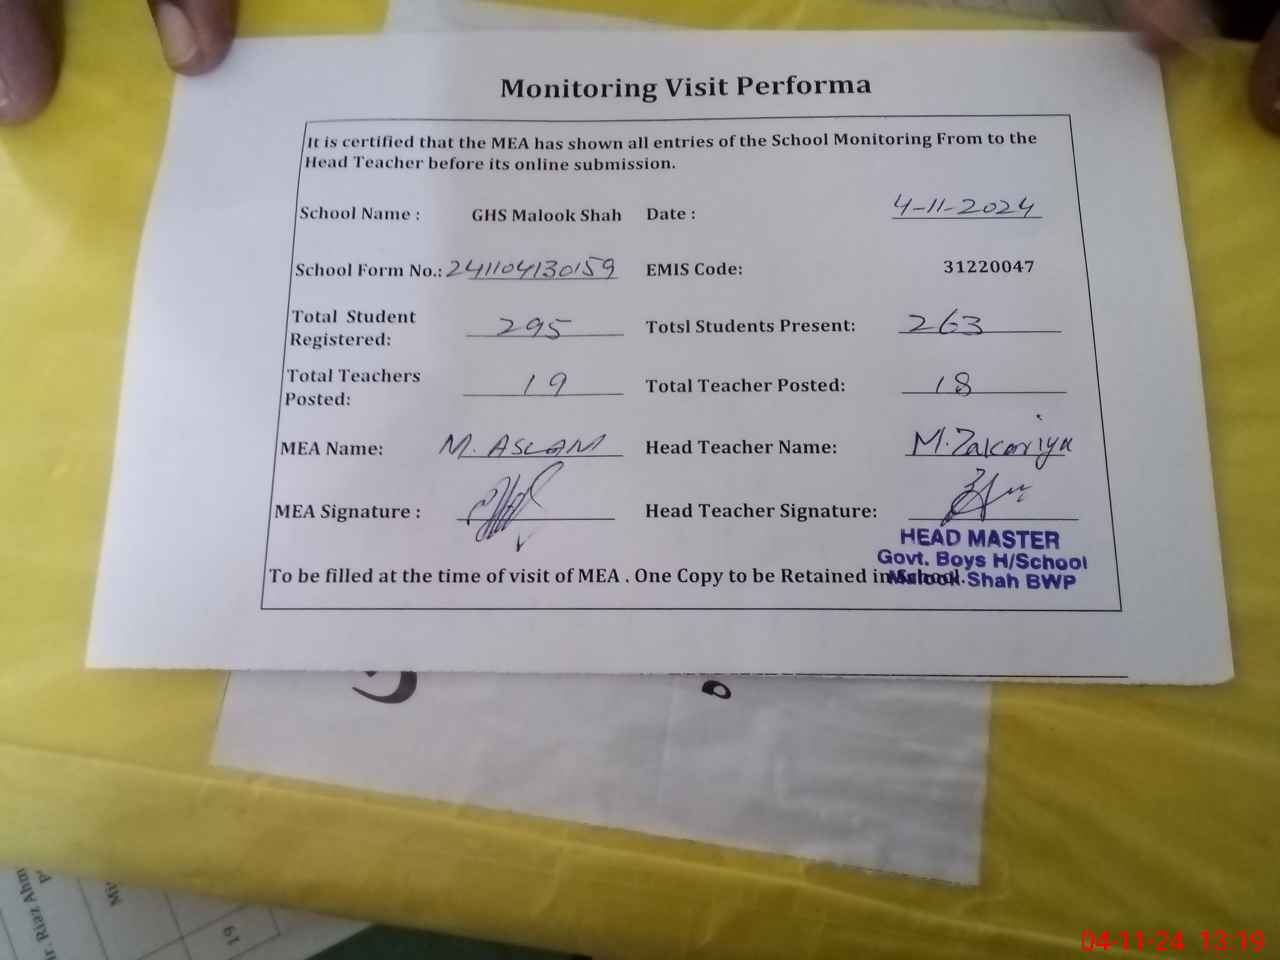 Monitoring Visit Performa
It is certified that the MEA has shown all entries of the School Monitoring From to the
Head Teacher before its online submission.
School Name : GHS Malook Shah Date : 4-11-2024
School Form No.: 241104130159 EMIS Code: 31220047
Total Student
Registered: 295 Totsl Students Present: 263
Total Teachers
Posted: 19 Total Teacher Posted: 18
MEA Name: M. ASLAM Head Teacher Name: M.Zakariya
MEA Signature : Head Teacher Signature:
HEAD MASTER
Govt. Boys H/School
Malook Shah BWP
To be filled at the time of visit of MEA . One Copy to be Retained in School.
Riaz Ahm
19
04-11-24 13:19